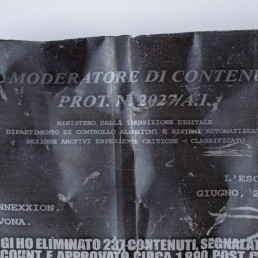 MODERATORE DI CONTENU
PROT. N. 2027/A.I.
MINISTERO DELLA TRANSIZIONE DIGITALE
DIPARTIMENTO DI CONTROLLO ALGORITMI E SISTEMI AUTOMATIZZAT
SEZIONE ARCHIVI ESPERIENZE CRITICHE - CLASSIFICATO
L'ESC
GIUGNO, 2
NNEXXION.
VONA.
GI HO ELIMINATO 237 CONTENUTI, SEGNALAT
COUNT E APPROVATO CIRCA 1.890 POST C